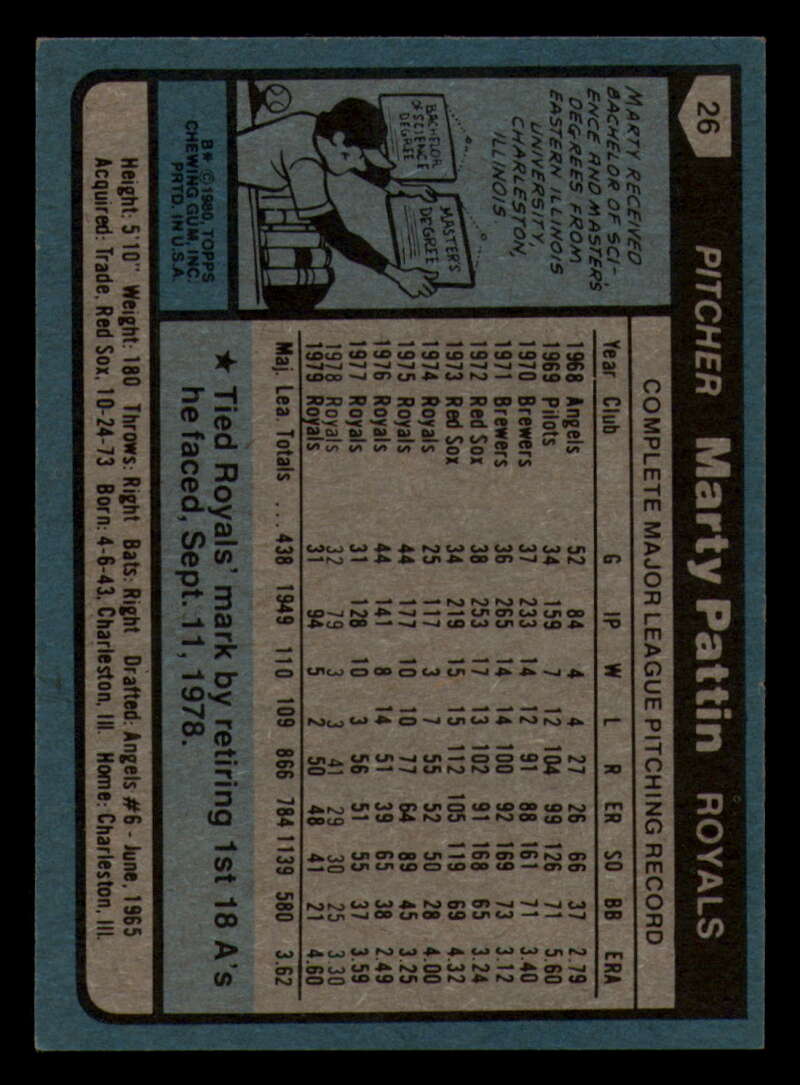 26
PITCHER Marty Pattin ROYALS
MARTY RECEIVED
BACHELOR OF SCI-
ENCE AND MASTER'S
DEGREES FROM
EASTERN ILLINOIS
UNIVERSITY,
CHARLESTON,
ILLINOIS.
BACHELOR
OF SCIENCE
DEGREE
MASTER'S
DEGREE
B* ©1980, TOPPS
CHEWING GUM, INC.
PRTD. IN U.S.A.
COMPLETE MAJOR LEAGUE PITCHING RECORD
Year Club G IP W L R ER SO BB ERA
1968 Angels 52 84 4 4 27 26 66 37 2.79
1969 Pilots 34 159 7 12 104 99 126 71 5.60
1970 Brewers 37 233 14 12 91 88 161 71 3.40
1971 Brewers 36 265 14 14 100 92 169 73 3.12
1972 Red Sox 38 253 17 13 102 91 168 65 3.24
1973 Red Sox 34 219 15 15 112 105 119 69 4.32
1974 Royals 25 117 3 7 55 52 50 28 4.00
1975 Royals 44 177 10 10 77 64 89 45 3.25
1976 Royals 44 141 8 14 51 39 65 38 2.49
1977 Royals 31 128 10 3 56 51 55 37 3.59
1978 Royals 32 79 3 3 41 29 30 25 3.30
1979 Royals 31 94 5 2 50 48 41 21 4.60
Maj. Lea. Totals ... 438 1949 110 109 866 784 1139 580 3.62
★ Tied Royals' mark by retiring 1st 18 A's
he faced, Sept. 11, 1978.
Height: 5'10" Weight: 180 Throws: Right Bats: Right Drafted: Angels #6 - June, 1965
Acquired: Trade, Red Sox, 10-24-73 Born: 4-6-43, Charleston, Ill. Home: Charleston, Ill.